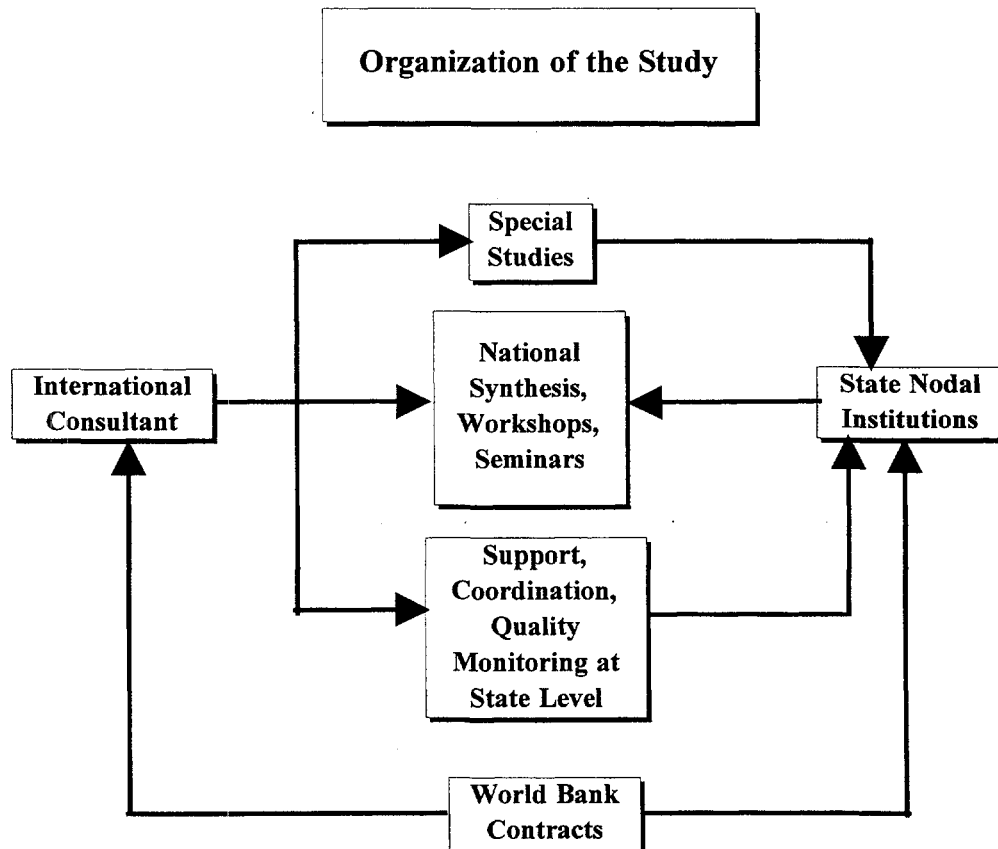 Organization of the Study
Special
Studies
National
Synthesis,
Workshops,
Seminars
International
Consultant
State Nodal
Institutions
Support,
Coordination,
Quality
Monitoring at
State Level
World Bank
Contracts